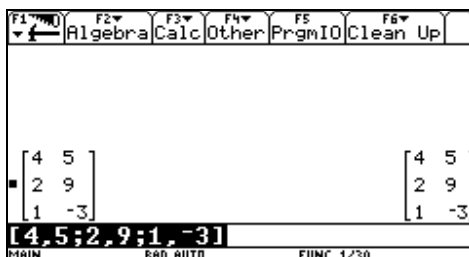 F1 F2 F3 F4 F5 F6
Algebra Calc Other PrgmIO Clean Up
4 5 4 5
2 9 2 9
1 -3 1 -3
[4,5;2,9;1,-3]
MAIN RAD AUTO FUNC 1/30